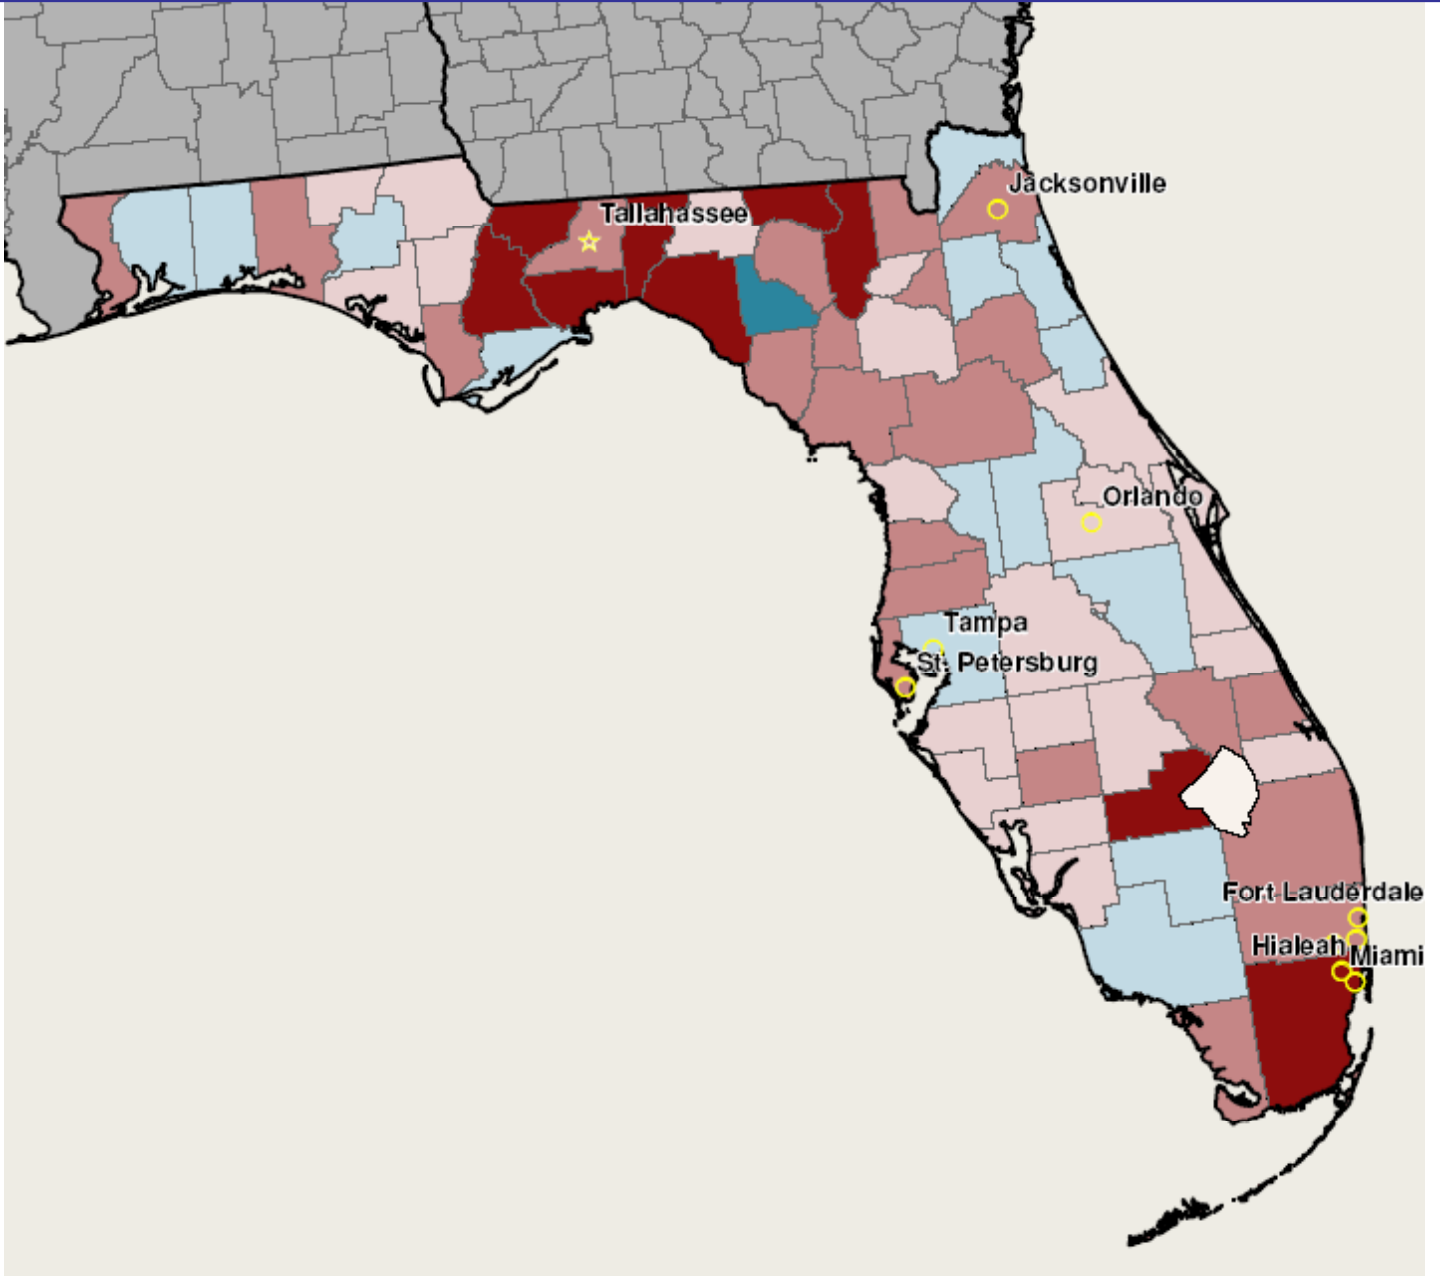 Jacksonville
Tallahassee
Orlando
Tampa
St. Petersburg
Fort Lauderdale
Hialeah
Miami